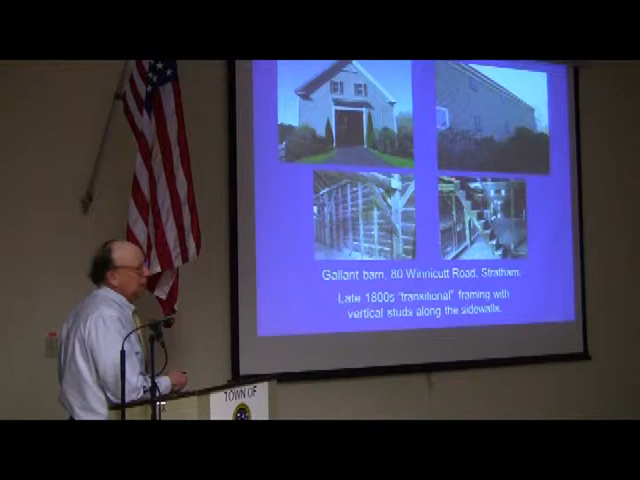 Gallant barn, 80 Winnicutt Road, Stratham.
Late 1800s "transitional" framing with
vertical studs along the sidewalls.
TOWN OF